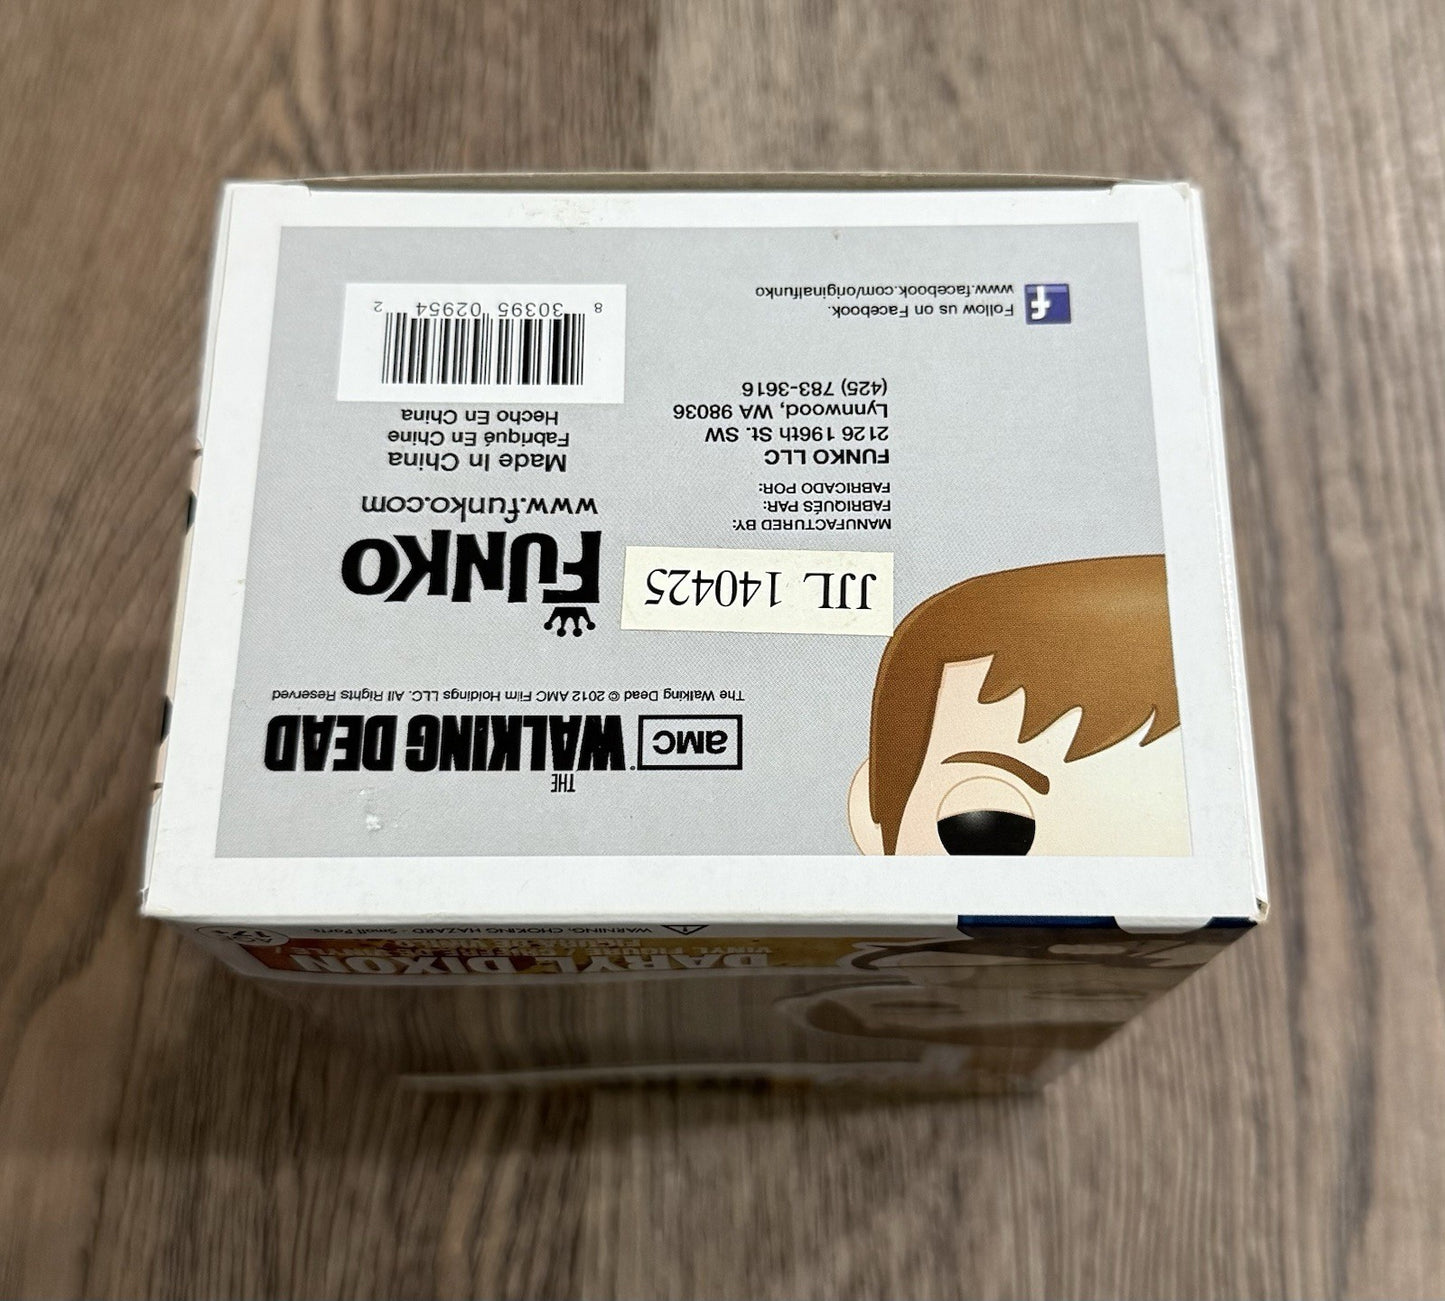 THE
WALKING DEAD
amc
The Walking Dead © 2012 AMC Film Holdings LLC. All Rights Reserved
JJL 140425
FUNKO
www.funko.com
Made In China
Fabriqué En Chine
Hecho En China
8 30395 02954 2
MANUFACTURED BY:
FABRIQUÉS PAR:
FABRICADO POR:
FUNKO LLC
2126 196th St. SW
Lynnwood, WA 98036
(425) 783-3616
f
Follow us on Facebook.
www.facebook.com/originalfunko
DARYL DIXON
WARNING, CHOKING HAZARD - Small Parts.